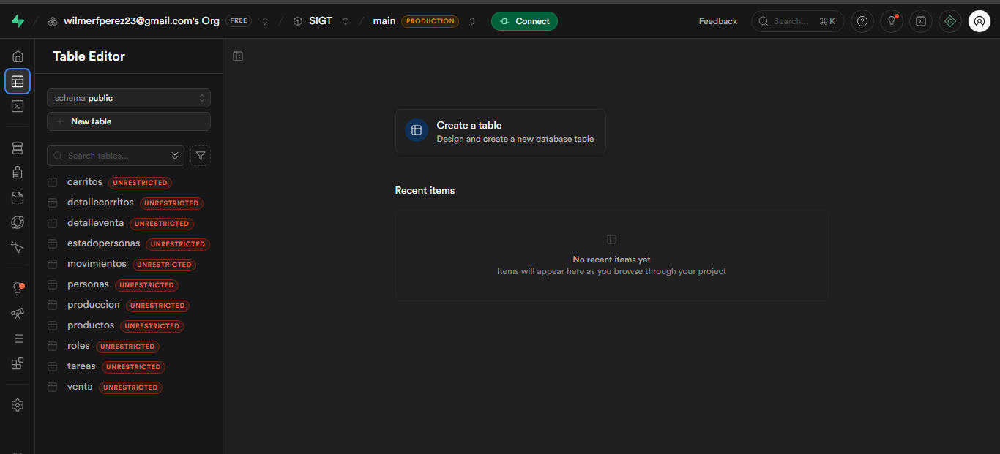 wilmerfperez23@gmail.com's Org FREE SIGT main PRODUCTION Connect Feedback Search... ⌘ K
Table Editor
schema public
New table
Search tables...
carritos UNRESTRICTED
detallecarritos UNRESTRICTED
detalleventa UNRESTRICTED
estadopersonas UNRESTRICTED
movimientos UNRESTRICTED
personas UNRESTRICTED
produccion UNRESTRICTED
productos UNRESTRICTED
roles UNRESTRICTED
tareas UNRESTRICTED
venta UNRESTRICTED
Create a table
Design and create a new database table
Recent items
No recent items yet
Items will appear here as you browse through your project